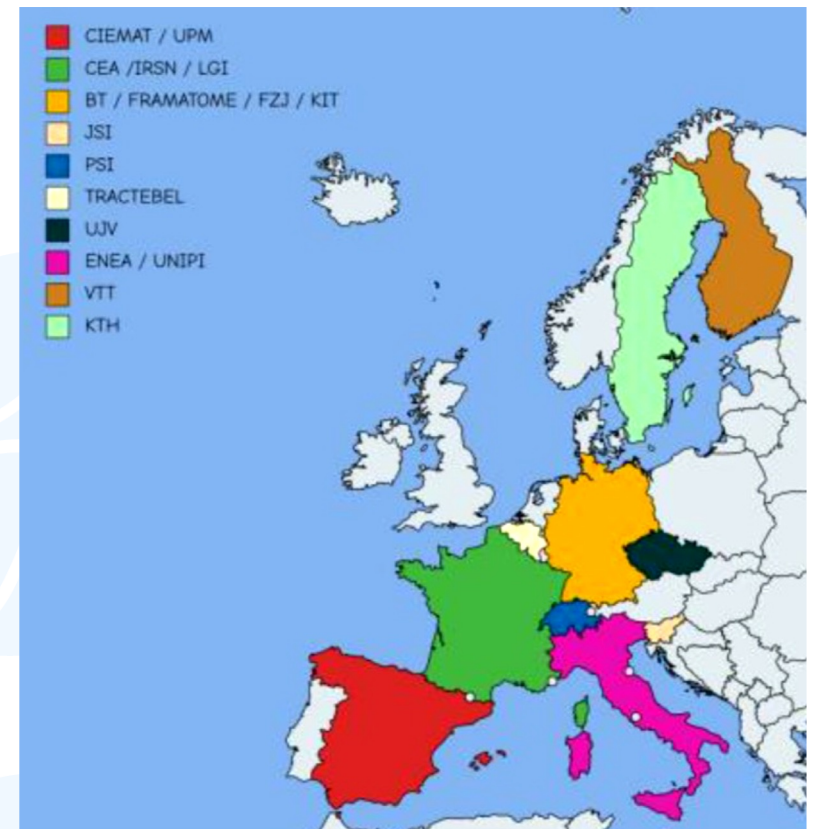 CIEMAT / UPM
CEA /IRSN / LGI
BT / FRAMATOME / FZJ / KIT
JSI
PSI
TRACTEBEL
UJV
ENEA / UNIPI
VTT
KTH